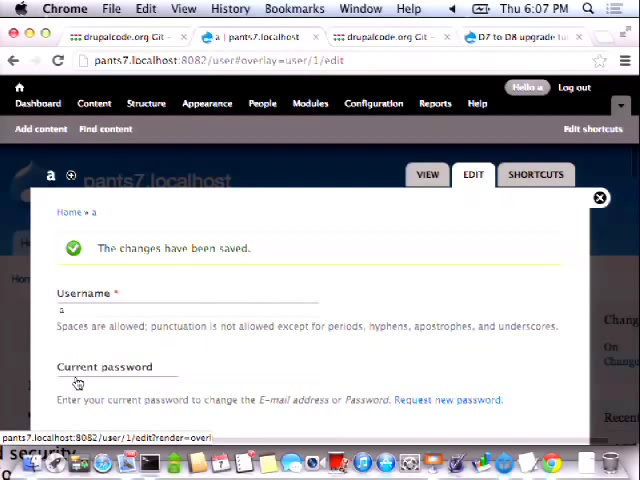 Chrome File Edit View History Bookmarks Window Help Thu 6:07 PM
drupalcode.org Git – a | pants7.localhost drupalcode.org Git – D7 to D8 upgrade tu
pants7.localhost:8082/user#overlay=user/1/edit
Hello a Log out
Dashboard Content Structure Appearance People Modules Configuration Reports Help
Add content Find content Edit shortcuts
a pants7.localhost VIEW EDIT SHORTCUTS
Home » a
The changes have been saved.
Username *
a
Spaces are allowed; punctuation is not allowed except for periods, hyphens, apostrophes, and underscores.
Current password
Enter your current password to change the E-mail address or Password. Request new password.
Hom
Chang
On
Change
Recent
pants7.localhost:8082/user/1/edit?render=overl
d security